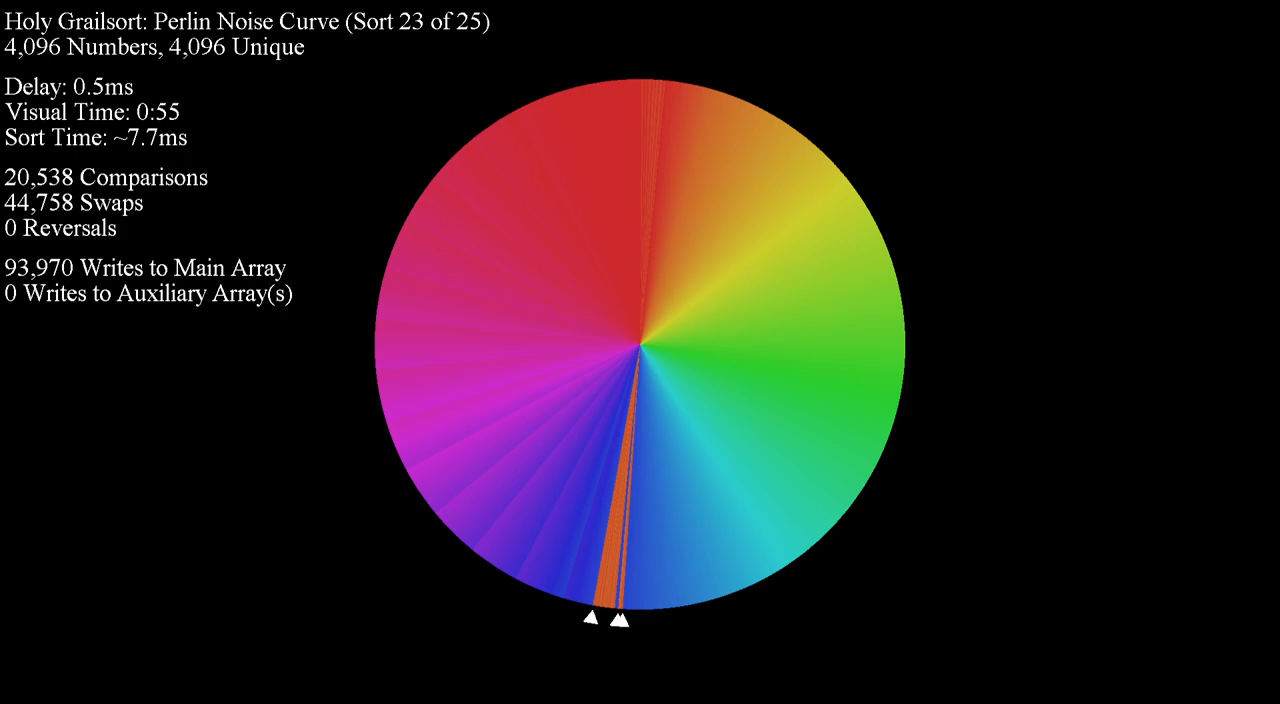 Holy Grailsort: Perlin Noise Curve (Sort 23 of 25)
4,096 Numbers, 4,096 Unique
Delay: 0.5ms
Visual Time: 0:55
Sort Time: ~7.7ms
20,538 Comparisons
44,758 Swaps
0 Reversals
93,970 Writes to Main Array
0 Writes to Auxiliary Array(s)